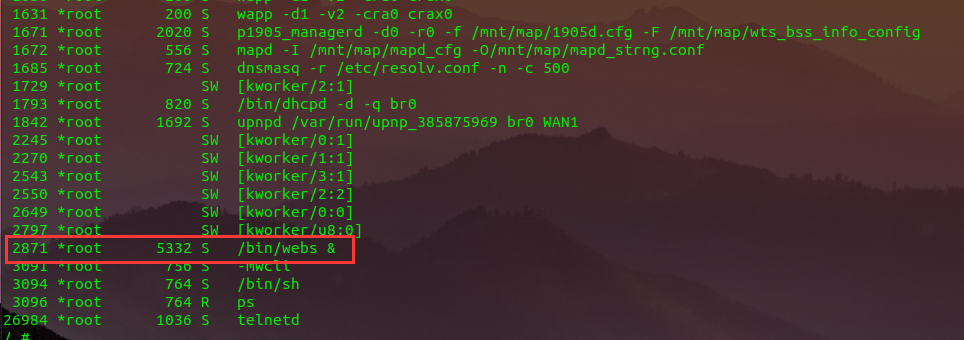 1631 *root 200 S wapp -d1 -v2 -cra0 crax0
1671 *root 2020 S p1905_managerd -d0 -r0 -f /mnt/map/1905d.cfg -F /mnt/map/wts_bss_info_config
1672 *root 556 S mapd -I /mnt/map/mapd_cfg -O/mnt/map/mapd_strng.conf
1685 *root 724 S dnsmasq -r /etc/resolv.conf -n -c 500
1729 *root SW [kworker/2:1]
1793 *root 820 S /bin/dhcpd -d -q br0
1842 *root 1692 S upnpd /var/run/upnp_385875969 br0 WAN1
2245 *root SW [kworker/0:1]
2270 *root SW [kworker/1:1]
2543 *root SW [kworker/3:1]
2550 *root SW [kworker/2:2]
2649 *root SW [kworker/0:0]
2797 *root SW [kworker/u8:0]
2871 *root 5332 S /bin/webs &
3091 *root 756 S -mwcli
3094 *root 764 S /bin/sh
3096 *root 764 R ps
26984 *root 1036 S telnetd
/ #